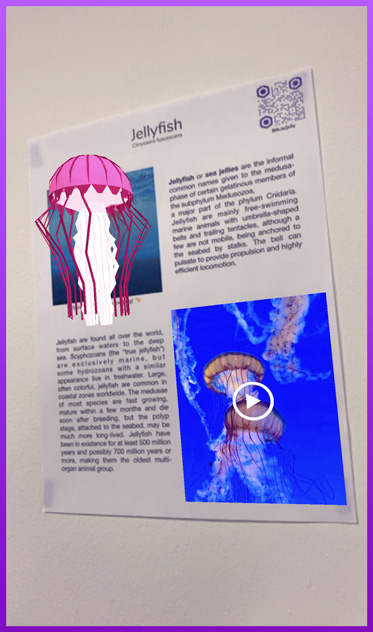 Jellyfish
Chrysaora fuscescens
8th.io/jelly
Jellyfish or sea jellies are the informal
common names given to the medusa-
phase of certain gelatinous members of
the subphylum Medusozoa,
a major part of the phylum Cnidaria.
Jellyfish are mainly free-swimming
marine animals with umbrella-shaped
bells and trailing tentacles, although a
few are not mobile, being anchored to
the seabed by stalks. The bell can
pulsate to provide propulsion and highly
efficient locomotion.
Jellyfish are found all over the world,
from surface waters to the deep
sea. Scyphozoans (the "true jellyfish")
are exclusively marine, but
some hydrozoans with a similar
appearance live in freshwater. Large,
often colorful, jellyfish are common in
coastal zones worldwide. The medusae
of most species are fast growing,
mature within a few months and die
soon after breeding, but the polyp
stage, attached to the seabed, may be
much more long-lived. Jellyfish have
been in existence for at least 500 million
years and possibly 700 million years or
more, making them the oldest multi-
organ animal group.